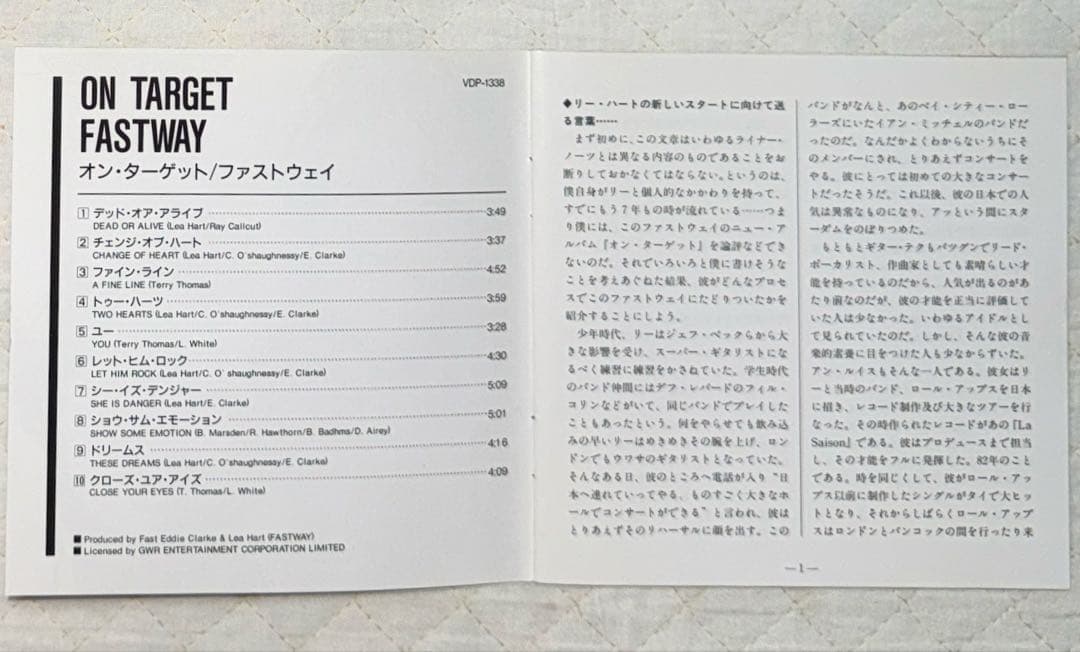 ON TARGET
FASTWAY
VDP-1338
オン・ターゲット/ファストウェイ
1 デッド・オア・アライブ 3:49
DEAD OR ALIVE (Lea Hart/Ray Callcut)
2 チェンジ・オブ・ハート 3:37
CHANGE OF HEART (Lea Hart/C. O'shaughnessy/E. Clarke)
3 ファイン・ライン 4:52
A FINE LINE (Terry Thomas)
4 トゥー・ハーツ 3:59
TWO HEARTS (Lea Hart/C. O'shaughnessy/E. Clarke)
5 ユー 3:28
YOU (Terry Thomas/L. White)
6 レット・ヒム・ロック 4:30
LET HIM ROCK (Lea Hart/C. O'shaughnessy/E. Clarke)
7 シー・イズ・デンジャー 5:09
SHE IS DANGER (Lea Hart/E. Clarke)
8 ショウ・サム・エモーション 5:01
SHOW SOME EMOTION (B. Marsden/R. Hawthorn/B. Badhms/D. Airey)
9 ドリームス 4:16
THESE DREAMS (Lea Hart/C. O'shaughnessy/E. Clarke)
10 クローズ・ユア・アイズ 4:09
CLOSE YOUR EYES (T. Thomas/L. White)
■ Produced by Fast Eddie Clarke & Lea Hart (FASTWAY)
■ Licensed by GWR ENTERTAINMENT CORPORATION LIMITED
◆リー・ハートの新しいスタートに向けて送
る言葉……
まず初めに、この文章はいわゆるライナー・
ノーツとは異なる内容のものであることをお
断りしておかなくてはならない。というのは、
僕自身がリーと個人的なかかわりを持って、
すでにもう7年もの時が流れている……つま
り僕には、このファストウェイのニュー・ア
ルバム『オン・ターゲット』を論評などでき
ないのだ。それでいろいろと僕に書けそうな
ことを考えあぐねた結果、彼がどんなプロセ
スでこのファストウェイにたどりついたかを
紹介することにしよう。
少年時代、リーはジェフ・ベックらから大
きな影響を受け、スーパー・ギタリストにな
るべく練習に練習をかさねていた。学生時代
のバンド仲間にはデフ・レパードのフィル・
コリンなどがいて、同じバンドでプレイした
こともあったという。何をやらせても飲み込
みの早いリーはめきめきその腕を上げ、ロン
ドンでもウワサのギタリストとなっていた。
そんなある日、彼のところへ電話が入り“日
本へ連れていってやる、ものすごく大きなホ
ールでコンサートができる”と言われ、彼は
とりあえずそのリハーサルに顔を出す。この
バンドがなんと、あのベイ・シティー・ロー
ラーズにいたイアン・ミッチェルのバンドだ
ったのだ。なんだかよくわからないうちにそ
のメンバーにされ、とりあえずコンサートを
やる。彼にとっては初めての大きなコンサー
トだったそうだ。これ以後、彼の日本での人
気は異常なものになり、アッという間にスタ
ーダムをのぼりつめた。
もともとギター・テクもバツグンでリード・
ボーカリスト、作曲家としても素晴らしい才
能を持っているのだから、人気が出るのがあ
たり前なのだが、彼の才能を正当に評価して
いた人は少なかった。いわゆるアイドルとし
て見られていたのだ。しかし、そんな彼の音
楽的素養に目をつけた人も少なからずいた。
アン・ルイスもそんな一人である。彼女はリ
ーと当時のバンド、ロール・アップスを日本
に招き、レコード制作及び大きなツアーを行
なった。その時作られたレコードがあの『La
Saison』である。彼はプロデュースまで担当
し、その才能をフルに発揮した。82年のこと
である。時を同じくして、彼がロール・アッ
プス以前に制作したシングルがタイで大ヒッ
トとなり、それからしばらくロール・アップ
スはロンドンとバンコックの間を行ったり来
—1—